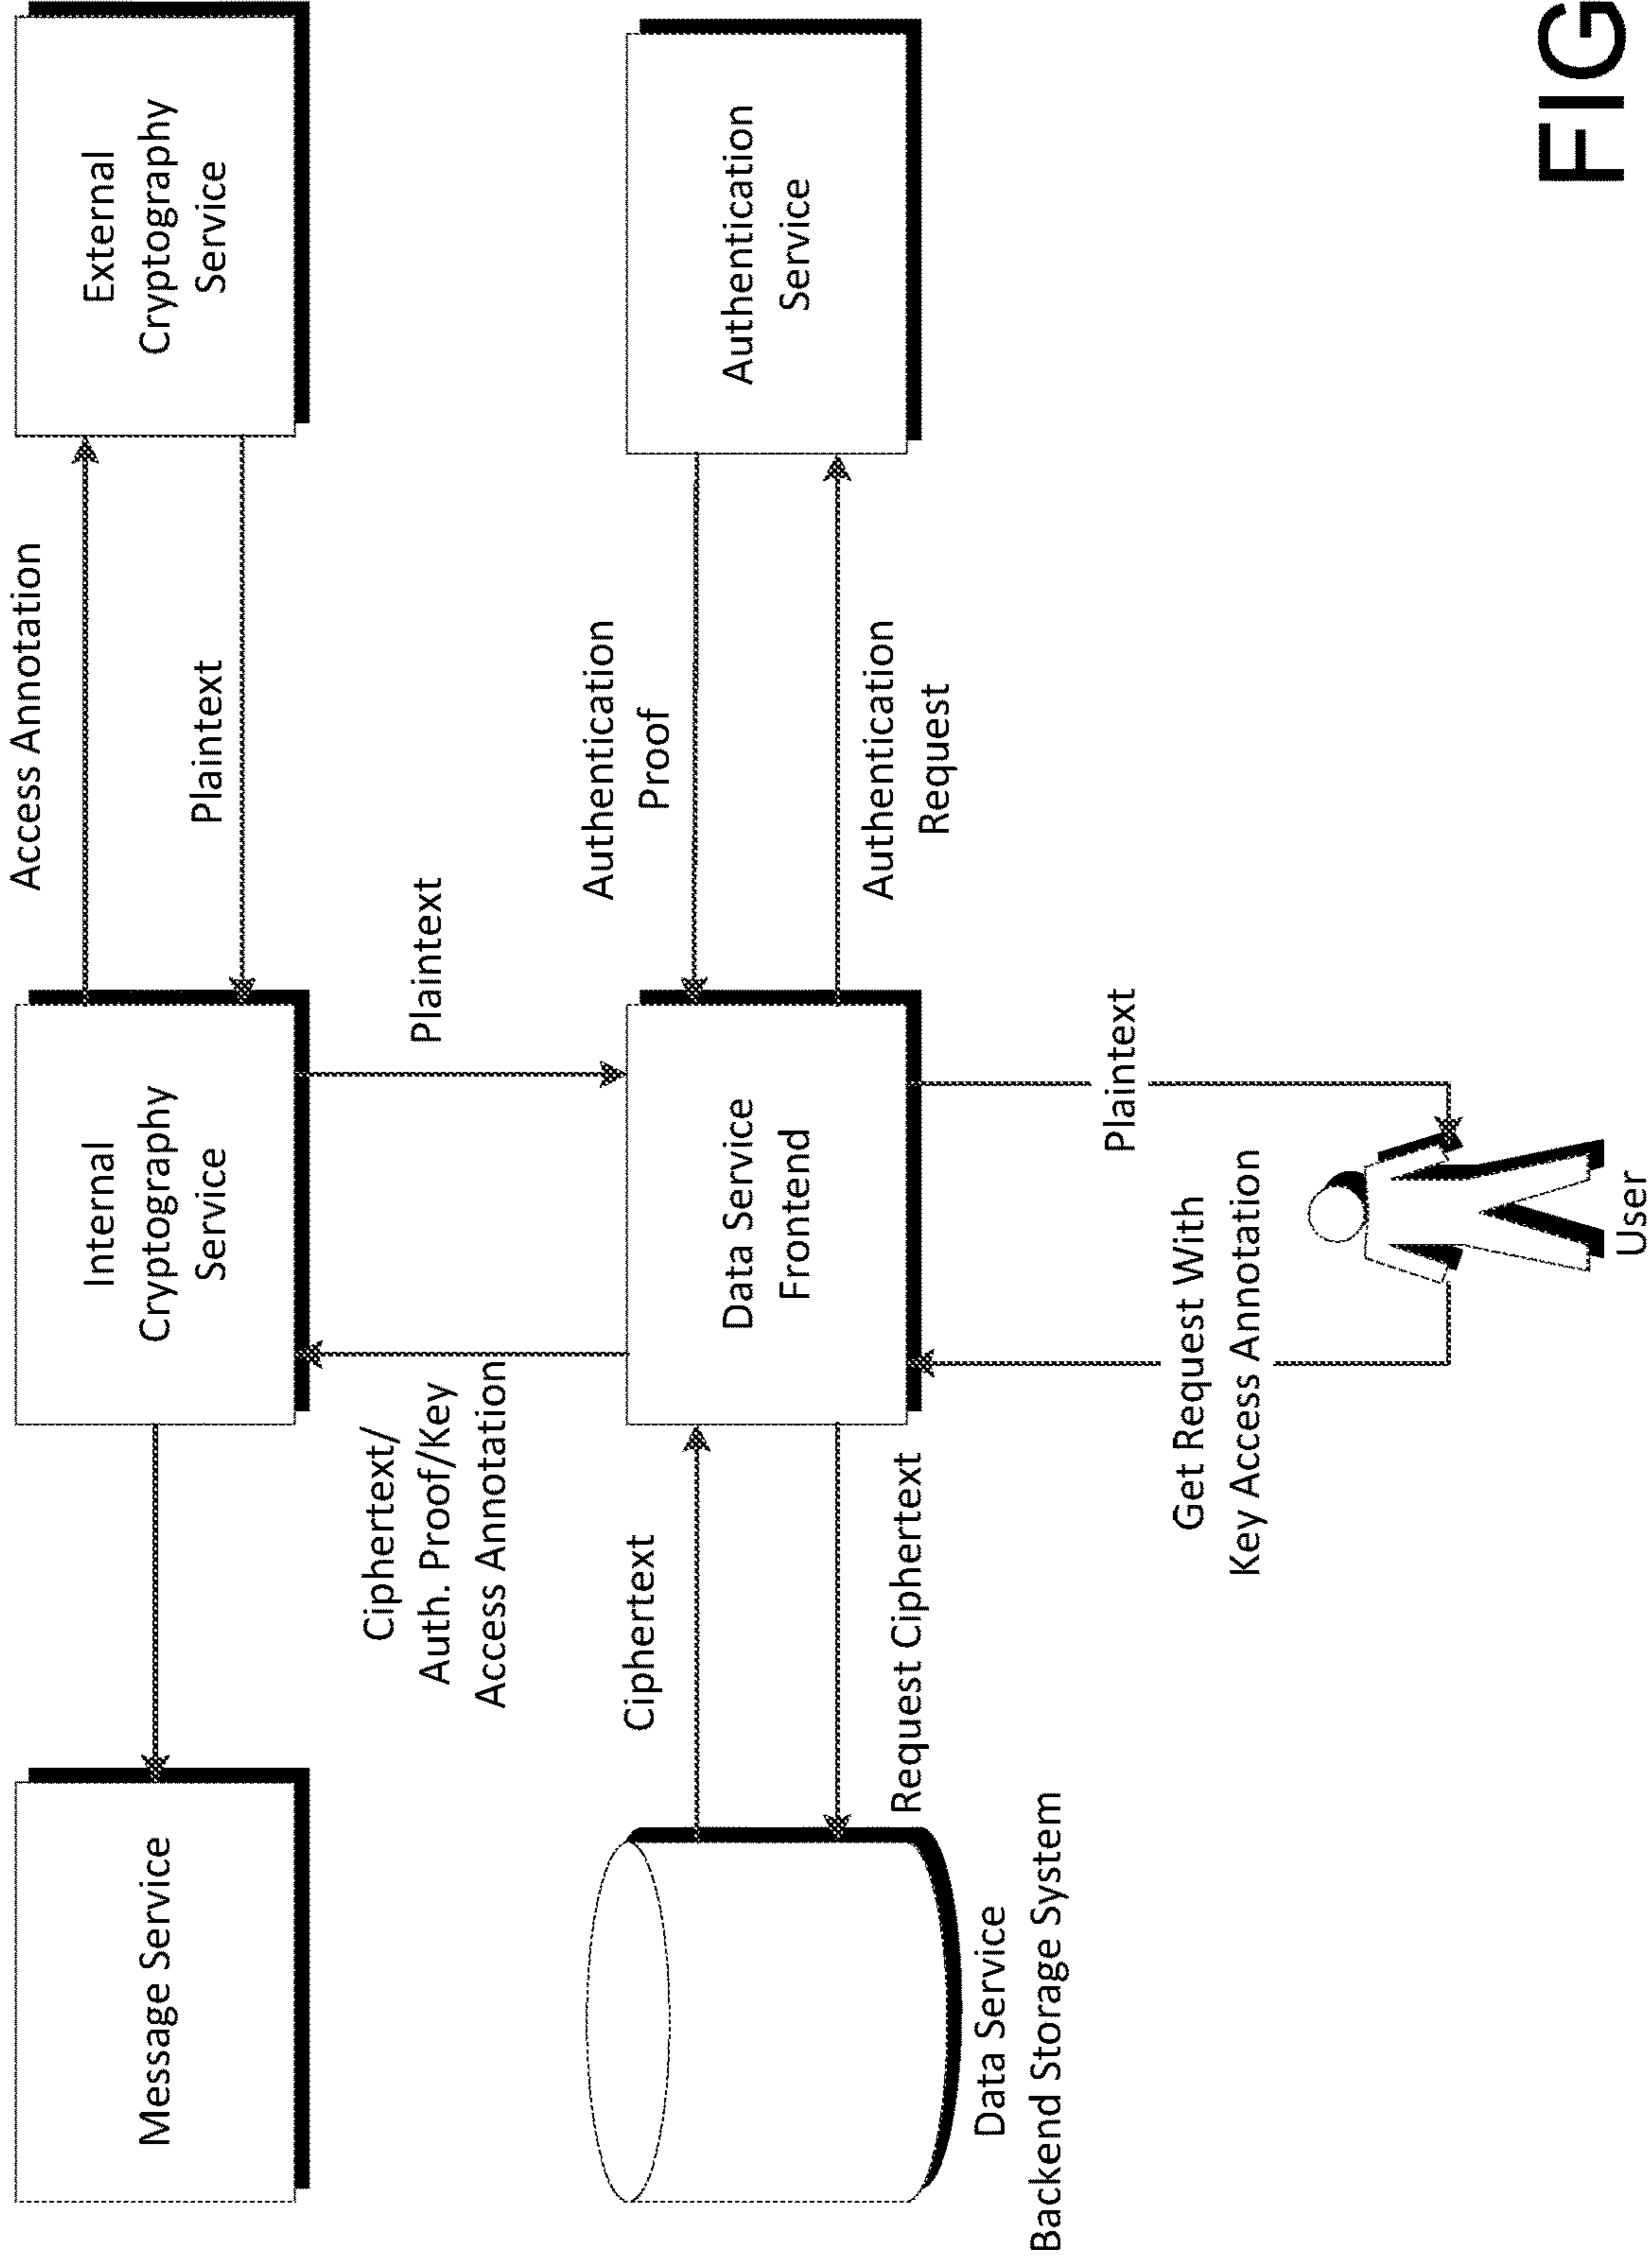 Message Service
Internal
Cryptography
Service
Access Annotation
Plaintext
External
Cryptography
Service
Ciphertext/
Auth. Proof/Key
Access Annotation
Plaintext
Ciphertext
Request Ciphertext
Data Service
Frontend
Authentication
Proof
Authentication
Request
Authentication
Service
Data Service
Backend Storage System
Get Request With
Key Access Annotation
Plaintext
User
FIG